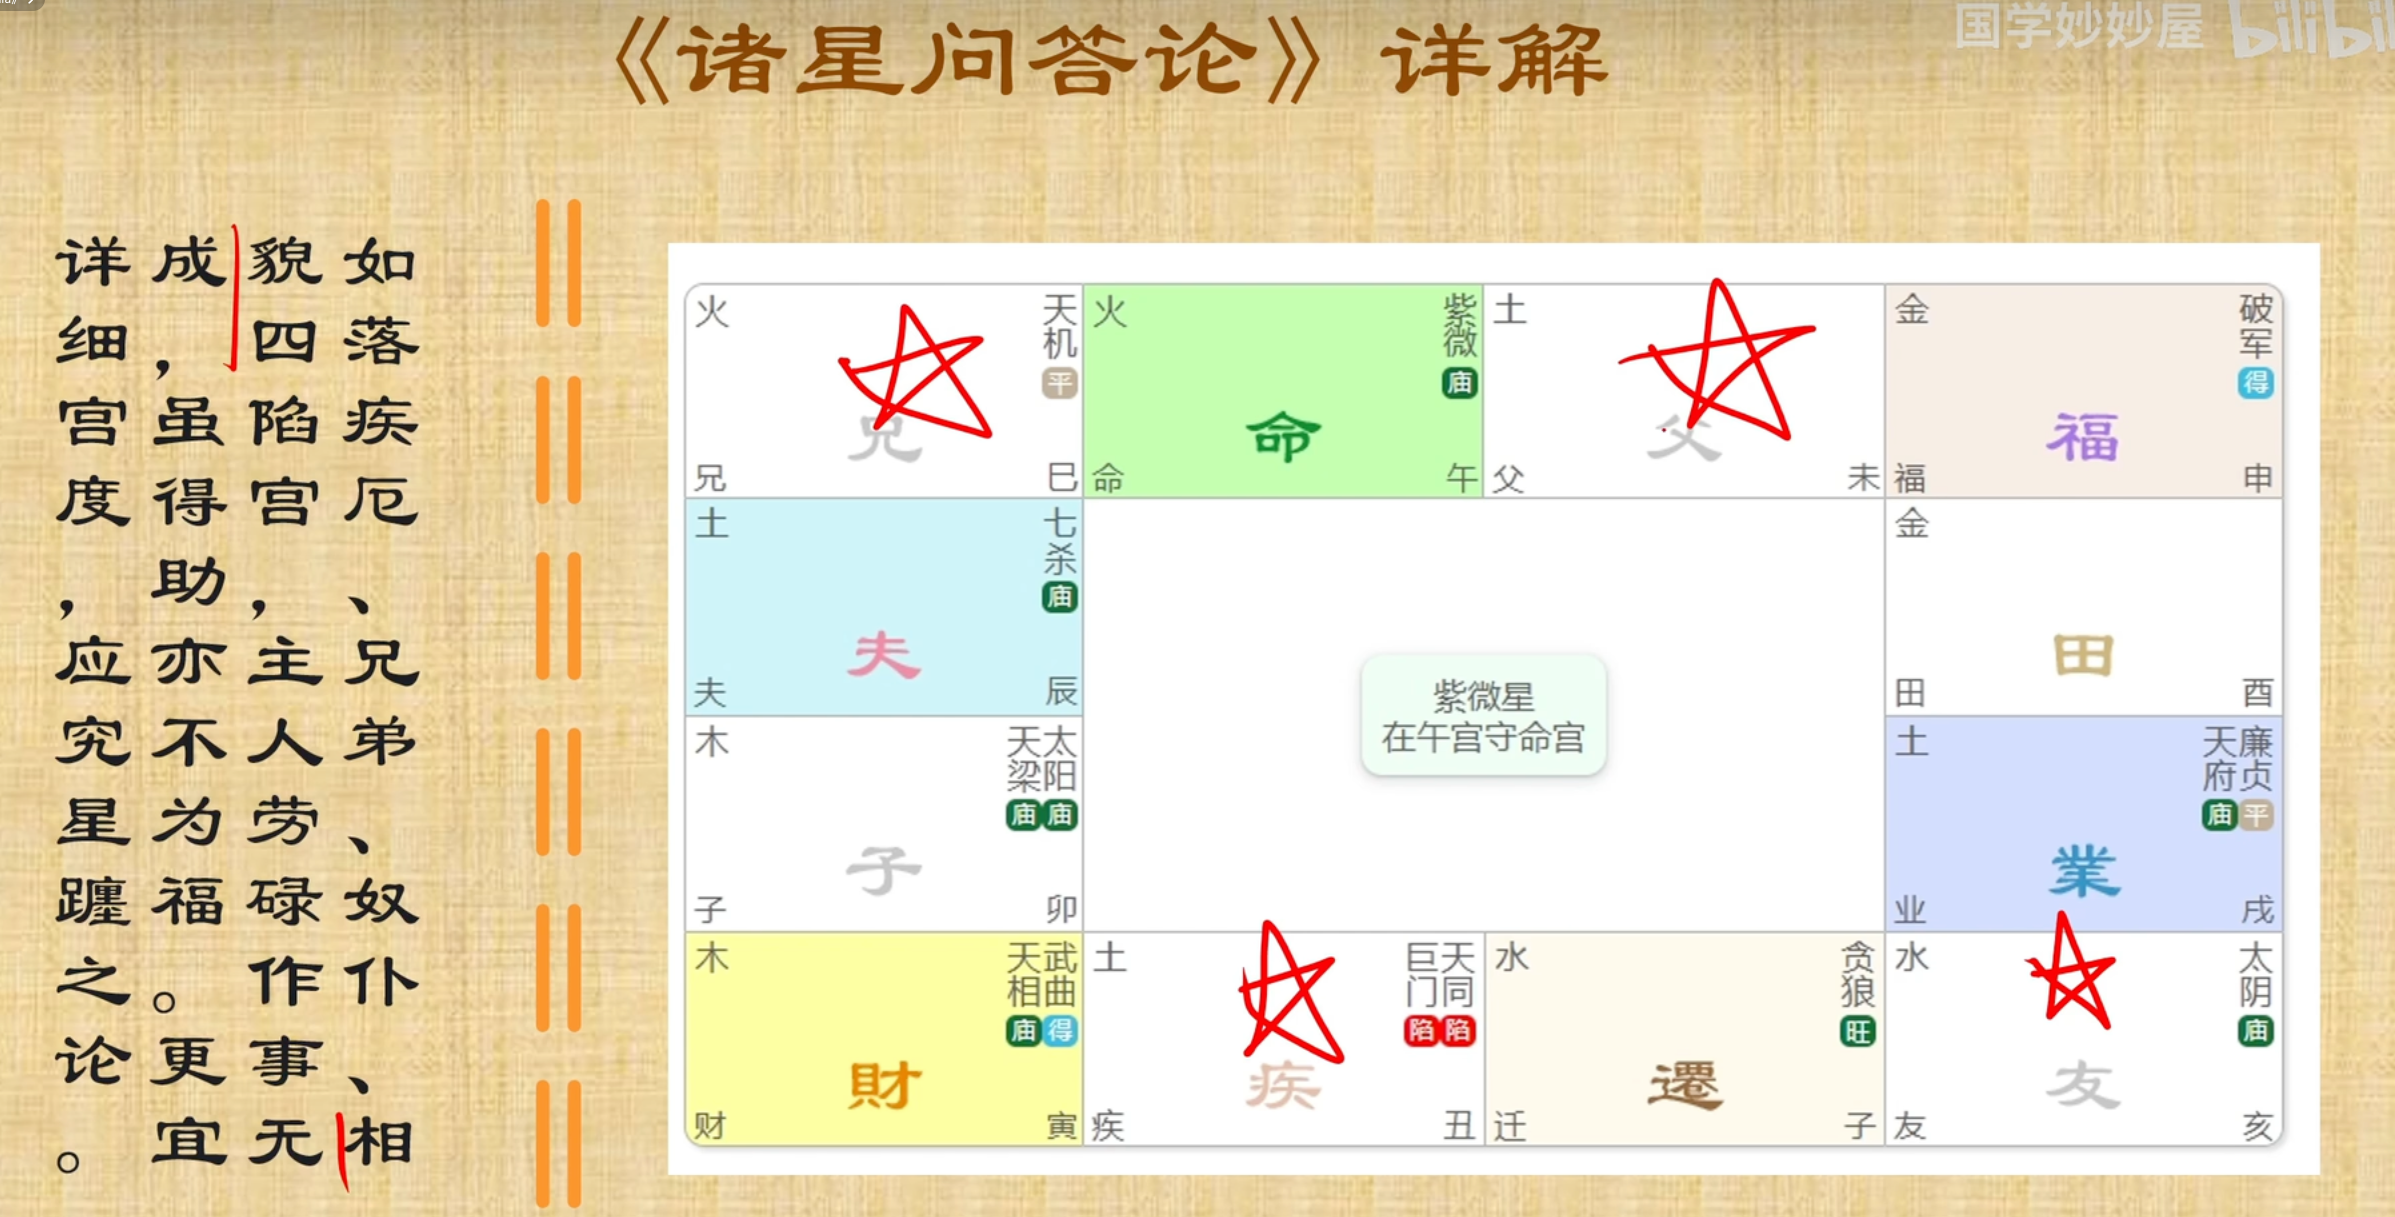 《诸星问答论》详解
国学妙妙屋 bilibili
如落疾厄、兄弟、奴仆、相
貌四陷宫,主人劳碌作事无
成,虽得助亦不为福。更宜
详细宫度,应究星躔之论。
火 天机 平
兄
兄 巳
火 紫微 庙
命
命 午
土
父
父 未
金 破军 得
福
福 申
土 七杀 庙
夫
夫 辰
金
田
田 酉
紫微星
在午宫守命宫
木 天梁 太阳 庙 庙
子
子 卯
土 天府 廉贞 庙 平
業
业 戌
木 天相 武曲 庙 得
財
财 寅
土 巨门 天同 陷 陷
疾
疾 丑
水 贪狼 旺
遷
迁 子
水 太阴 庙
友
友 亥